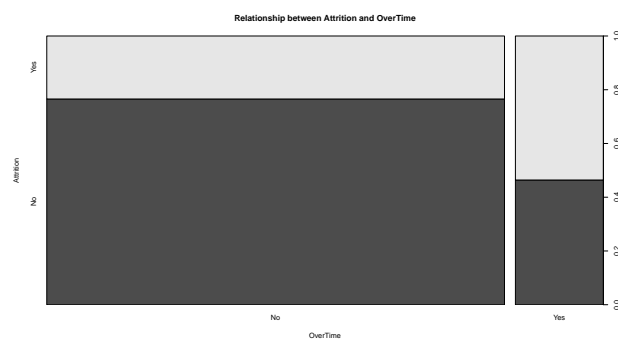 Relationship between Attrition and OverTime
Yes
No
Attrition
1.0
0.8
0.6
0.4
0.2
0.0
No
Yes
OverTime